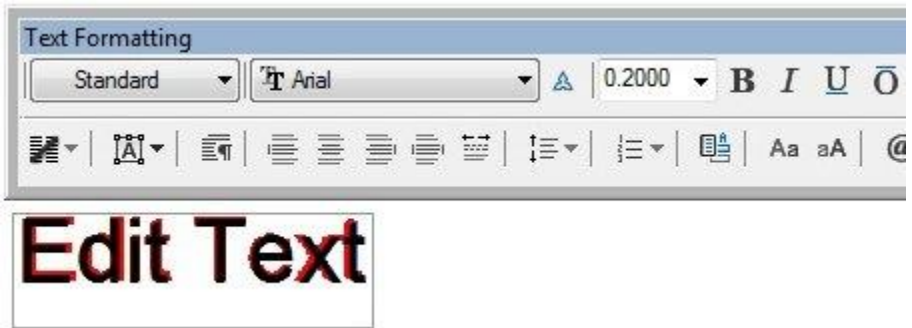 Text Formatting
Standard Arial 0.2000 B I U O
A ¶ Aa aA @
Edit Text